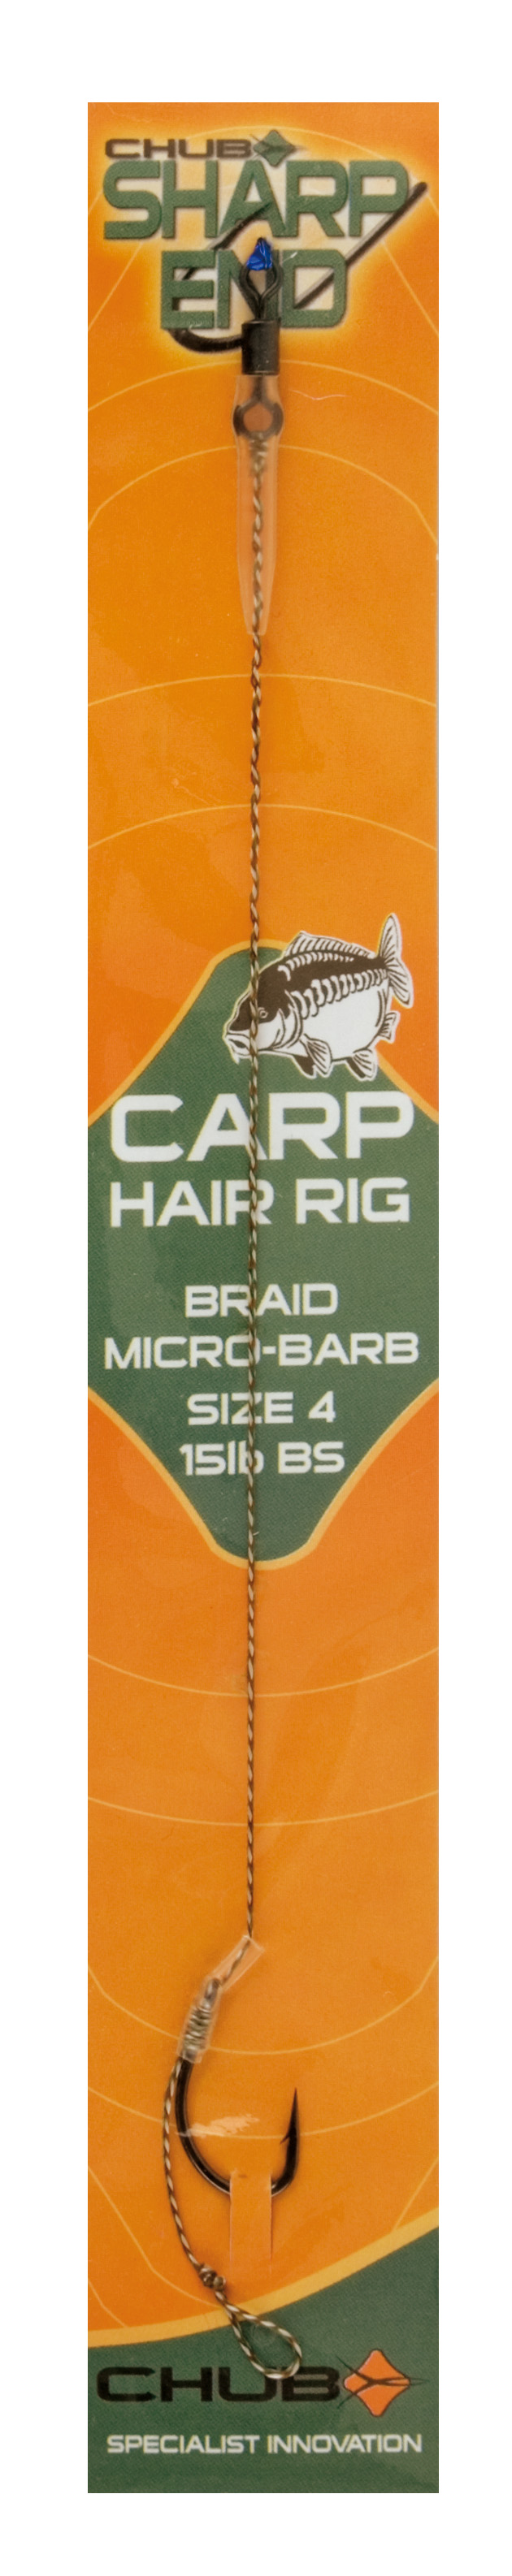 CHUB
SHARP
END
CARP
HAIR RIG
BRAID
MICRO-BARB
SIZE 4
15lb BS
CHUB
SPECIALIST INNOVATION